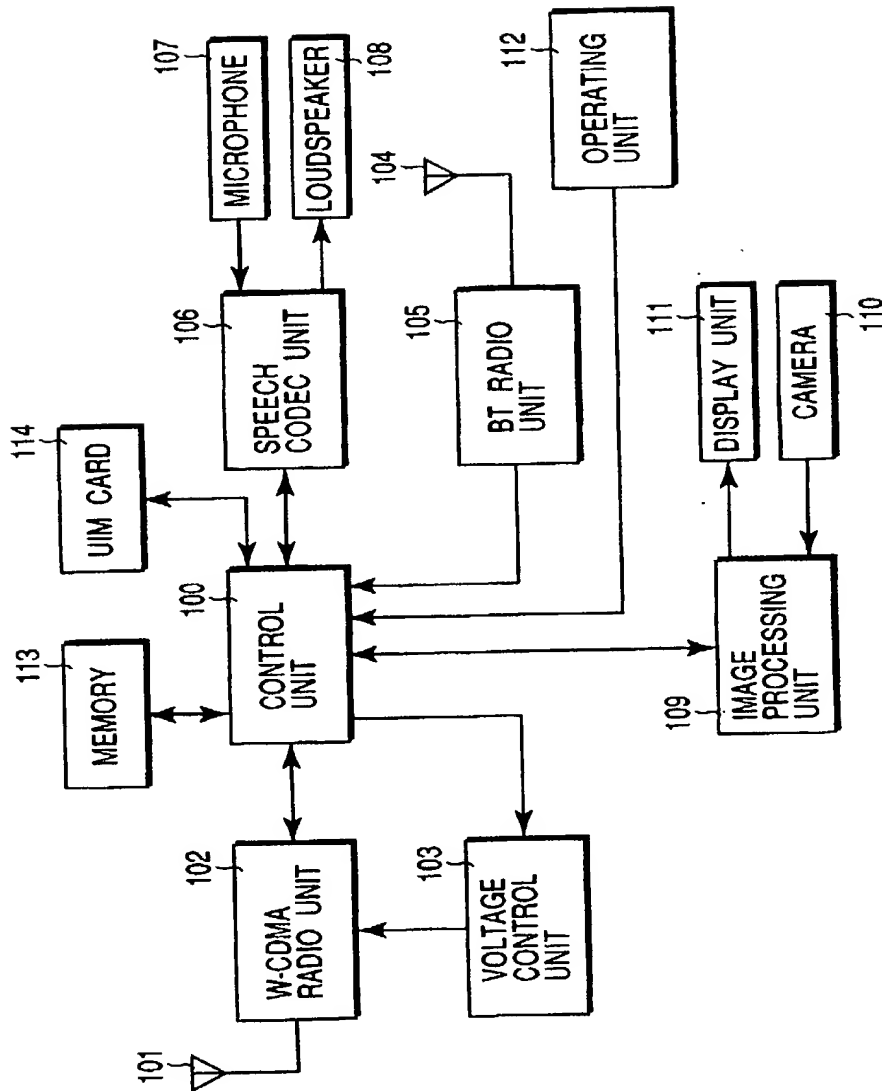 101
W-CDMA
RADIO UNIT
102
VOLTAGE
CONTROL
UNIT
103
MEMORY
113
CONTROL
UNIT
100
UIM CARD
114
SPEECH
CODEC UNIT
106
MICROPHONE
107
LOUDSPEAKER
108
BT RADIO
UNIT
105
104
OPERATING
UNIT
112
IMAGE
PROCESSING
UNIT
109
DISPLAY UNIT
111
CAMERA
110